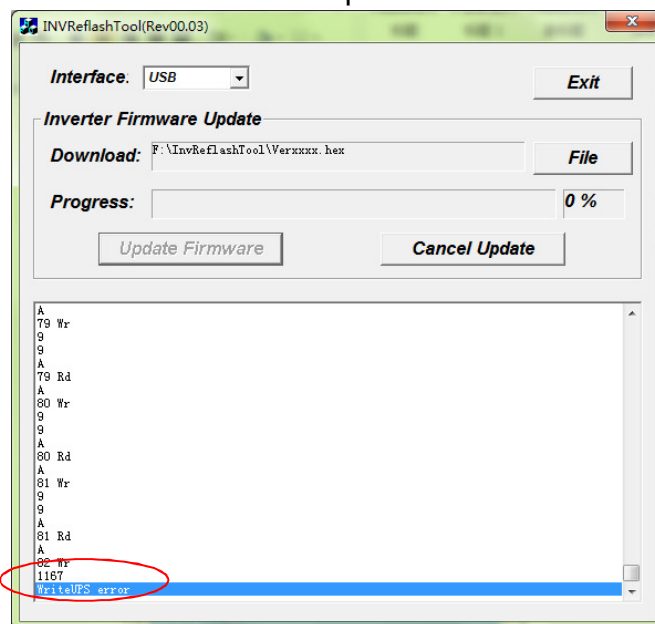 INVReflashTool(Rev00.03)
Interface: USB
Exit
Inverter Firmware Update
Download: F:\InvReflashTool\Verxxxx.hex
File
Progress:
0 %
Update Firmware
Cancel Update
A
79 Wr
9
9
A
79 Rd
A
80 Wr
9
9
A
80 Rd
A
81 Wr
9
9
A
81 Rd
A
82 Wr
1167
WriteUPS error